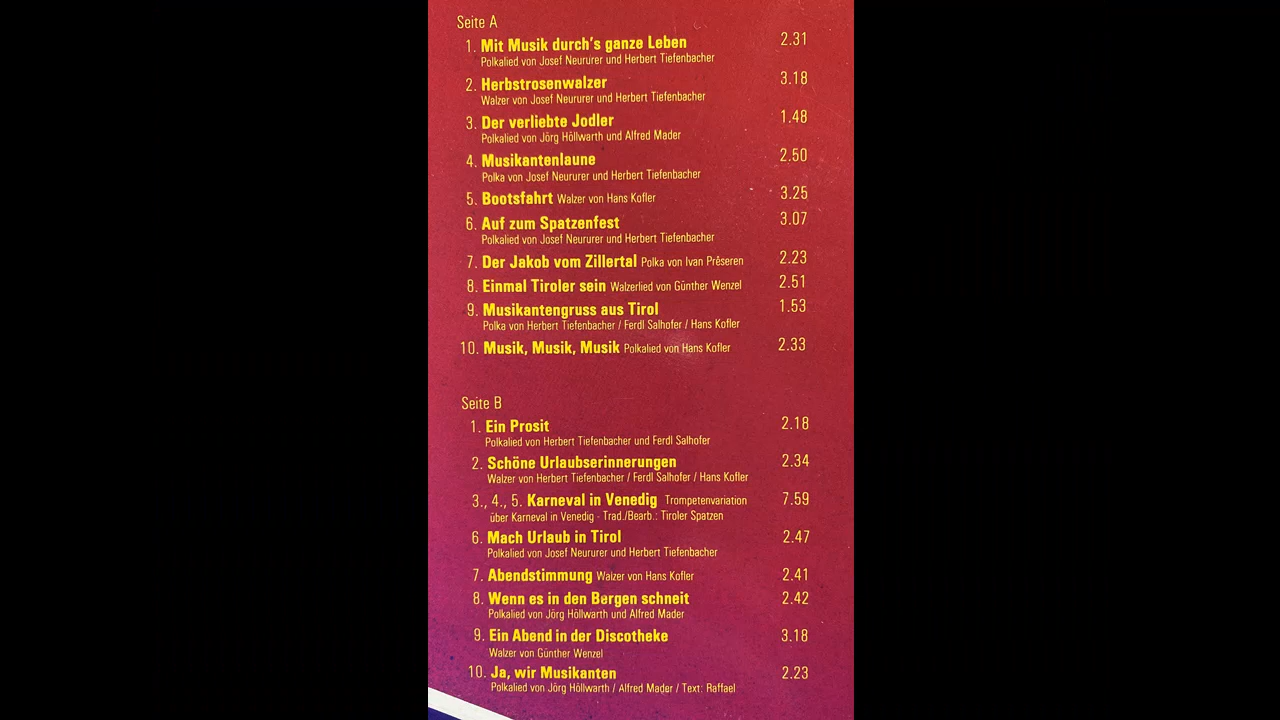 Seite A
1. Mit Musik durch's ganze Leben 2.31
Polkalied von Josef Neururer und Herbert Tiefenbacher
2. Herbstrosenwalzer 3.18
Walzer von Josef Neururer und Herbert Tiefenbacher
3. Der verliebte Jodler 1.48
Polkalied von Jörg Höllwarth und Alfred Mader
4. Musikantenlaune 2.50
Polka von Josef Neururer und Herbert Tiefenbacher
5. Bootsfahrt Walzer von Hans Kofler 3.25
6. Auf zum Spatzenfest 3.07
Polkalied von Josef Neururer und Herbert Tiefenbacher
7. Der Jakob vom Zillertal Polka von Ivan Prêseren 2.23
8. Einmal Tiroler sein Walzerlied von Günther Wenzel 2.51
9. Musikantengruss aus Tirol 1.53
Polka von Herbert Tiefenbacher / Ferdl Salhofer / Hans Kofler
10. Musik, Musik, Musik Polkalied von Hans Kofler 2.33
Seite B
1. Ein Prosit 2.18
Polkalied von Herbert Tiefenbacher und Ferdl Salhofer
2. Schöne Urlaubserinnerungen 2.34
Walzer von Herbert Tiefenbacher / Ferdl Salhofer / Hans Kofler
3., 4., 5. Karneval in Venedig Trompetenvariation 7.59
über Karneval in Venedig - Trad./Bearb.: Tiroler Spatzen
6. Mach Urlaub in Tirol 2.47
Polkalied von Josef Neururer und Herbert Tiefenbacher
7. Abendstimmung Walzer von Hans Kofler 2.41
8. Wenn es in den Bergen schneit 2.42
Polkalied von Jörg Höllwarth und Alfred Mader
9. Ein Abend in der Discotheke 3.18
Walzer von Günther Wenzel
10. Ja, wir Musikanten 2.23
Polkalied von Jörg Höllwarth / Alfred Mader / Text: Raffael